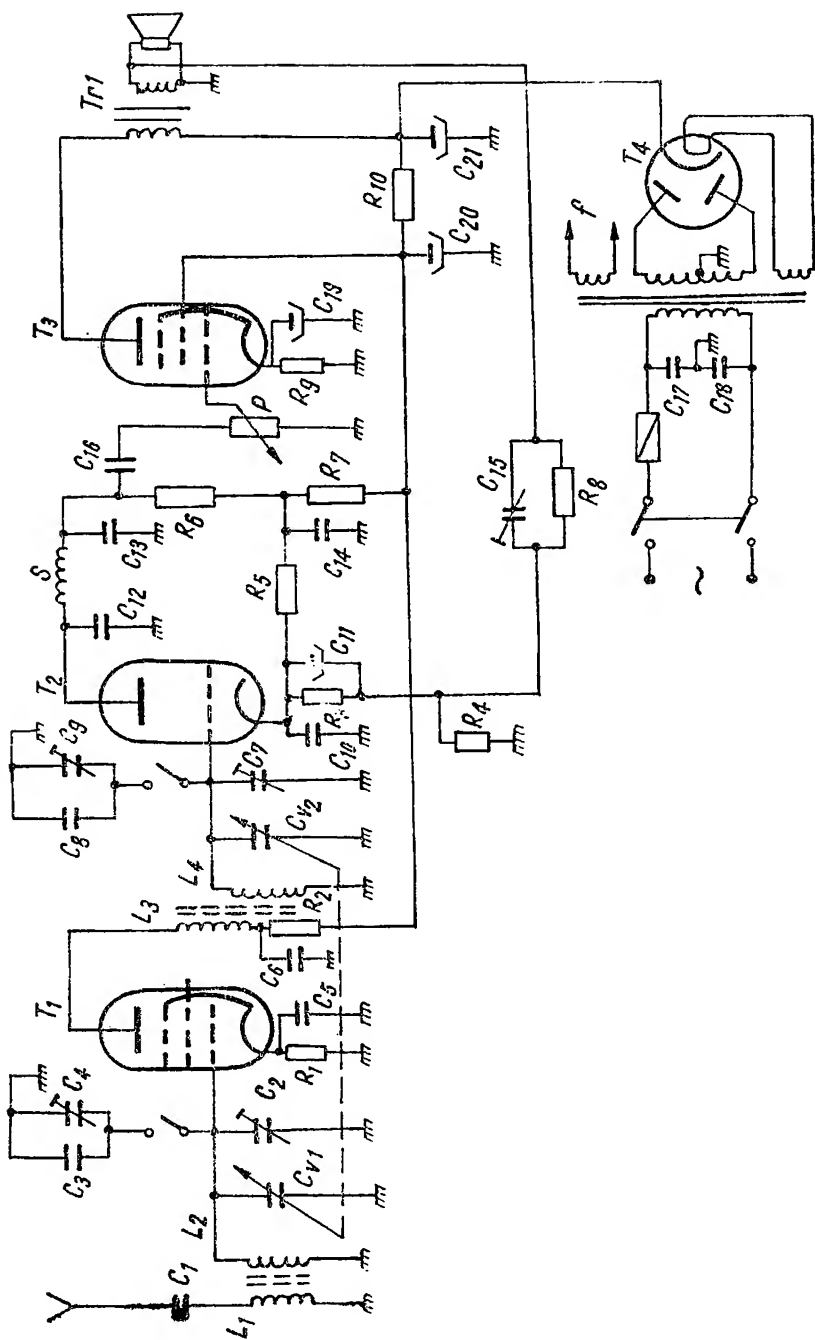 C₁
L₁
L₂
C₃
C₄
C_V1
C₂
T₁
R₁
C₅
C₆
L₃
R₂
L₄
C_V2
C₇
C₈
C₉
T₂
C₁₀
C₁₁
R₄
R₅
C₁₂
S
C₁₃
R₆
C₁₄
R₇
C₁₆
P
T₃
R₉
C₁₉
C₂₀
R₁₀
C₂₁
Tr1
C₁₅
R₈
C₁₇
C₁₈
~
f
T₄